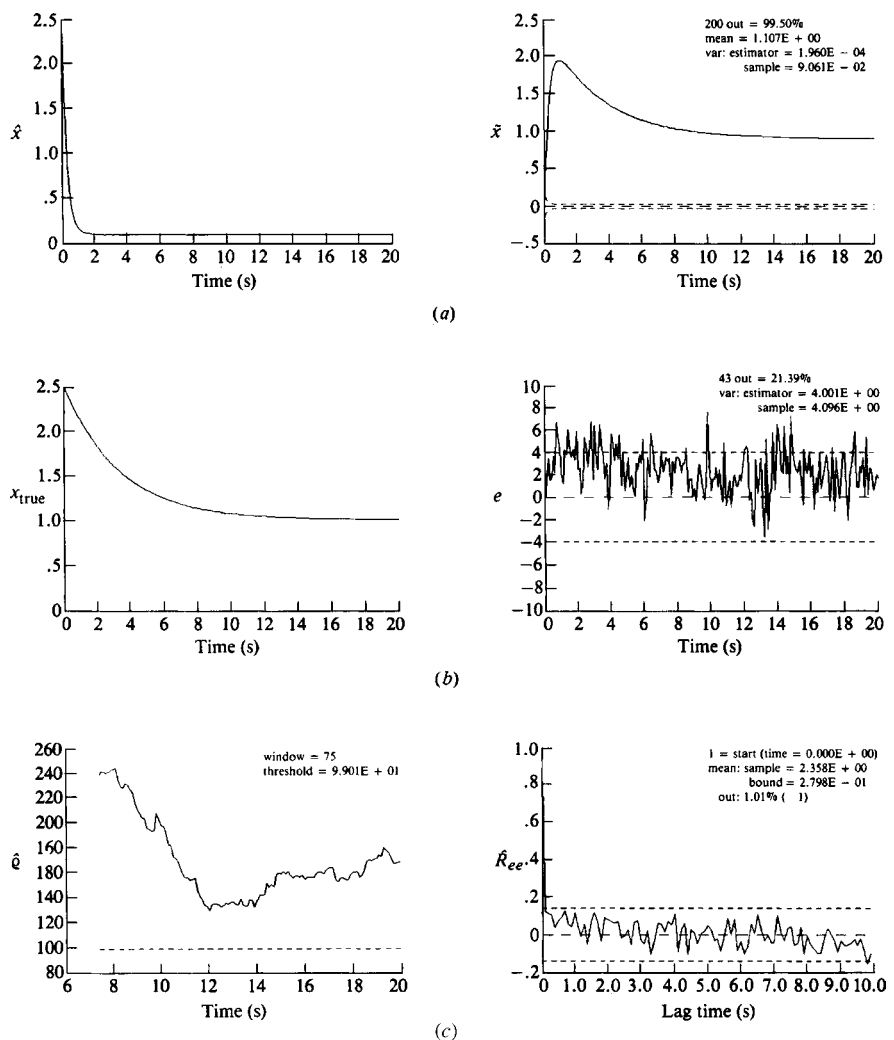 2.5
2.0
1.5
x̂
1.0
.5
0
0 2 4 6 8 10 12 14 16 18 20
Time (s)
200 out = 99.50%
mean = 1.107E + 00
var: estimator = 1.960E − 04
sample = 9.061E − 02
2.5
2.0
1.5
x̃
1.0
.5
0
−.5
0 2 4 6 8 10 12 14 16 18 20
Time (s)
(a)
2.5
2.0
1.5
x_true
1.0
.5
0
0 2 4 6 8 10 12 14 16 18 20
Time (s)
43 out = 21.39%
var: estimator = 4.001E + 00
sample = 4.096E + 00
10
8
6
4
2
e
0
−2
−4
−6
−8
−10
0 2 4 6 8 10 12 14 16 18 20
Time (s)
(b)
260
240
220
200
180
ϱ̂
160
140
120
100
80
6 8 10 12 14 16 18 20
window = 75
threshold = 9.901E + 01
Time (s)
1 = start (time = 0.000E + 00)
mean: sample = 2.358E + 00
bound = 2.798E − 01
out: 1.01% ( 1)
1.0
.8
.6
R̂ee
.4
.2
0
−.2
0 1.0 2.0 3.0 4.0 5.0 6.0 7.0 8.0 9.0 10.0
Lag time (s)
(c)